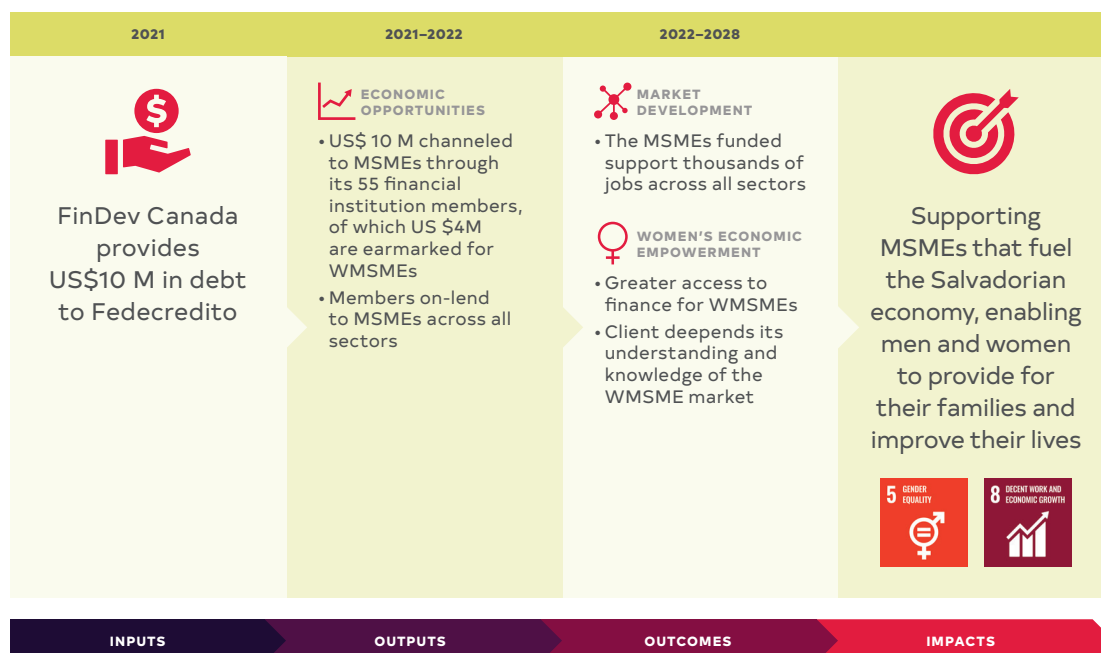 2021
2021–2022
2022–2028
$
FinDev Canada
provides
US$10 M in debt
to Fedecredito
ECONOMIC
OPPORTUNITIES
• US$ 10 M channeled
to MSMEs through
its 55 financial
institution members,
of which US $4M
are earmarked for
WMSMEs
• Members on-lend
to MSMEs across all
sectors
MARKET
DEVELOPMENT
• The MSMEs funded
support thousands of
jobs across all sectors
WOMEN'S ECONOMIC
EMPOWERMENT
• Greater access to
finance for WMSMEs
• Client deepends its
understanding and
knowledge of the
WMSME market
Supporting
MSMEs that fuel
the Salvadorian
economy, enabling
men and women
to provide for
their families and
improve their lives
5 GENDER
EQUALITY
8 DECENT WORK AND
ECONOMIC GROWTH
INPUTS
OUTPUTS
OUTCOMES
IMPACTS